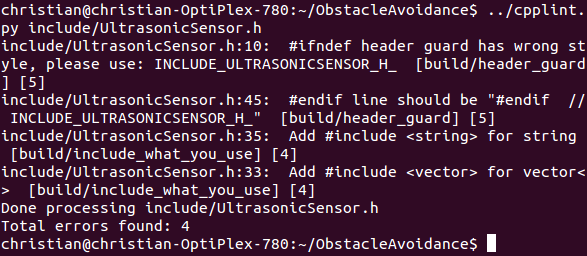 christian@christian-OptiPlex-780:~/ObstacleAvoidance$ ../cpplint.
py include/UltrasonicSensor.h
include/UltrasonicSensor.h:10:  #ifndef header guard has wrong st
yle, please use: INCLUDE_ULTRASONICSENSOR_H_  [build/header_guard
] [5]
include/UltrasonicSensor.h:45:  #endif line should be "#endif  //
 INCLUDE_ULTRASONICSENSOR_H_"  [build/header_guard] [5]
include/UltrasonicSensor.h:35:  Add #include <string> for string 
 [build/include_what_you_use] [4]
include/UltrasonicSensor.h:33:  Add #include <vector> for vector<
>  [build/include_what_you_use] [4]
Done processing include/UltrasonicSensor.h
Total errors found: 4
christian@christian-OptiPlex-780:~/ObstacleAvoidance$